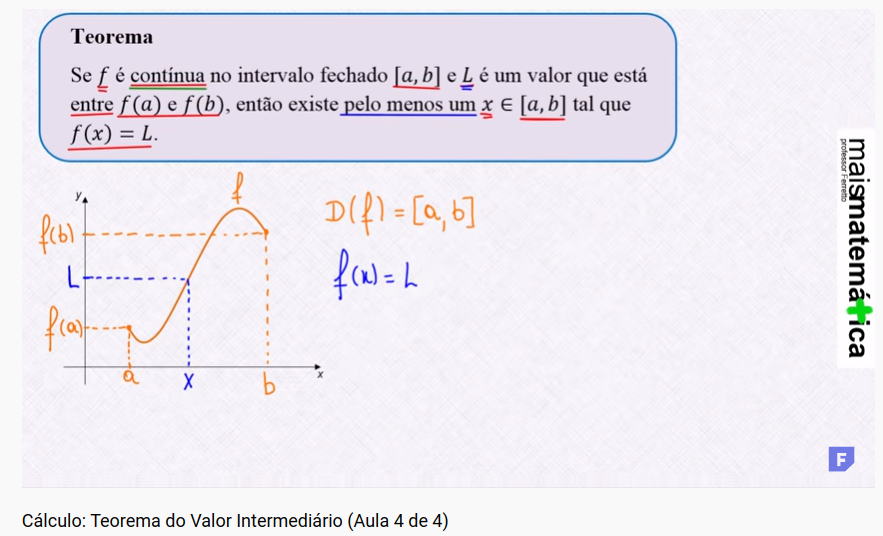 Teorema
Se f é contínua no intervalo fechado [a, b] e L é um valor que está
entre f(a) e f(b), então existe pelo menos um x ∈ [a, b] tal que
f(x) = L.
y
f
f(b)
L
f(a)
a
x
b
x
D(f) = [a, b]
f(x) = L
maismatemática
professor Ferretto
F
Cálculo: Teorema do Valor Intermediário (Aula 4 de 4)